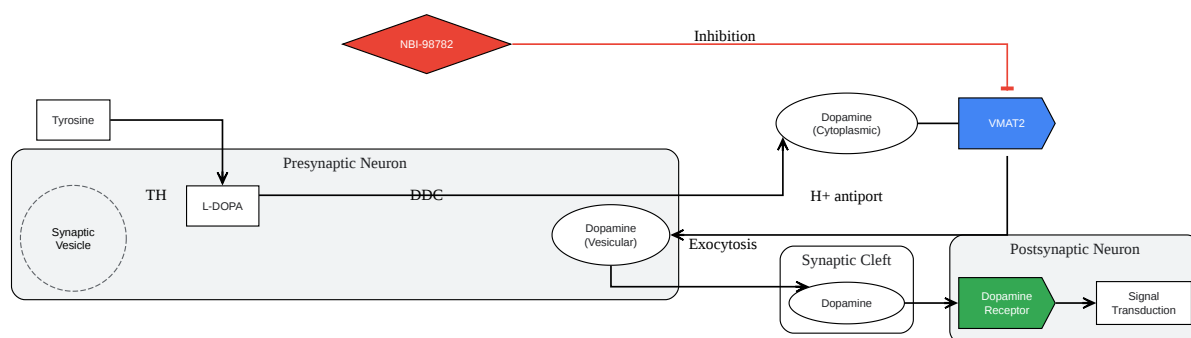 NBI-98782
Inhibition
Tyrosine
Dopamine
(Cytoplasmic)
VMAT2
Presynaptic Neuron
TH
L-DOPA
DDC
H+ antiport
Synaptic
Vesicle
Dopamine
(Vesicular)
Exocytosis
Synaptic Cleft
Dopamine
Postsynaptic Neuron
Dopamine
Receptor
Signal
Transduction